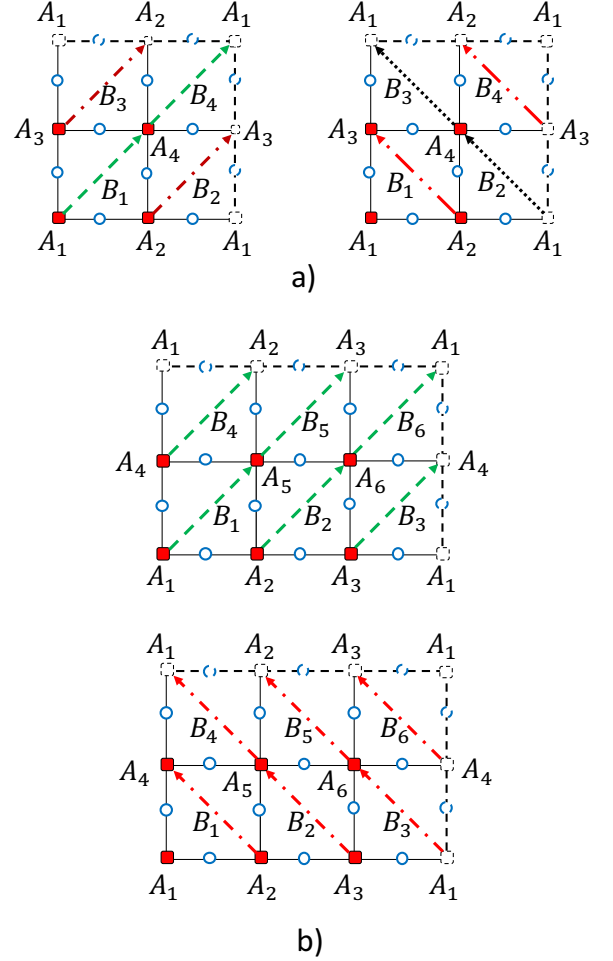 A₁ A₂ A₁ A₁ A₂ A₁
B₃ B₄ B₃ B₄
A₃ A₄ A₃ A₃ A₄ A₃
B₁ B₂ B₁ B₂
A₁ A₂ A₁ A₁ A₂ A₁
a)
A₁ A₂ A₃ A₁
B₄ B₅ B₆
A₄ A₅ A₆ A₄
B₁ B₂ B₃
A₁ A₂ A₃ A₁
A₁ A₂ A₃ A₁
B₄ B₅ B₆
A₄ A₅ A₆ A₄
B₁ B₂ B₃
A₁ A₂ A₃ A₁
b)